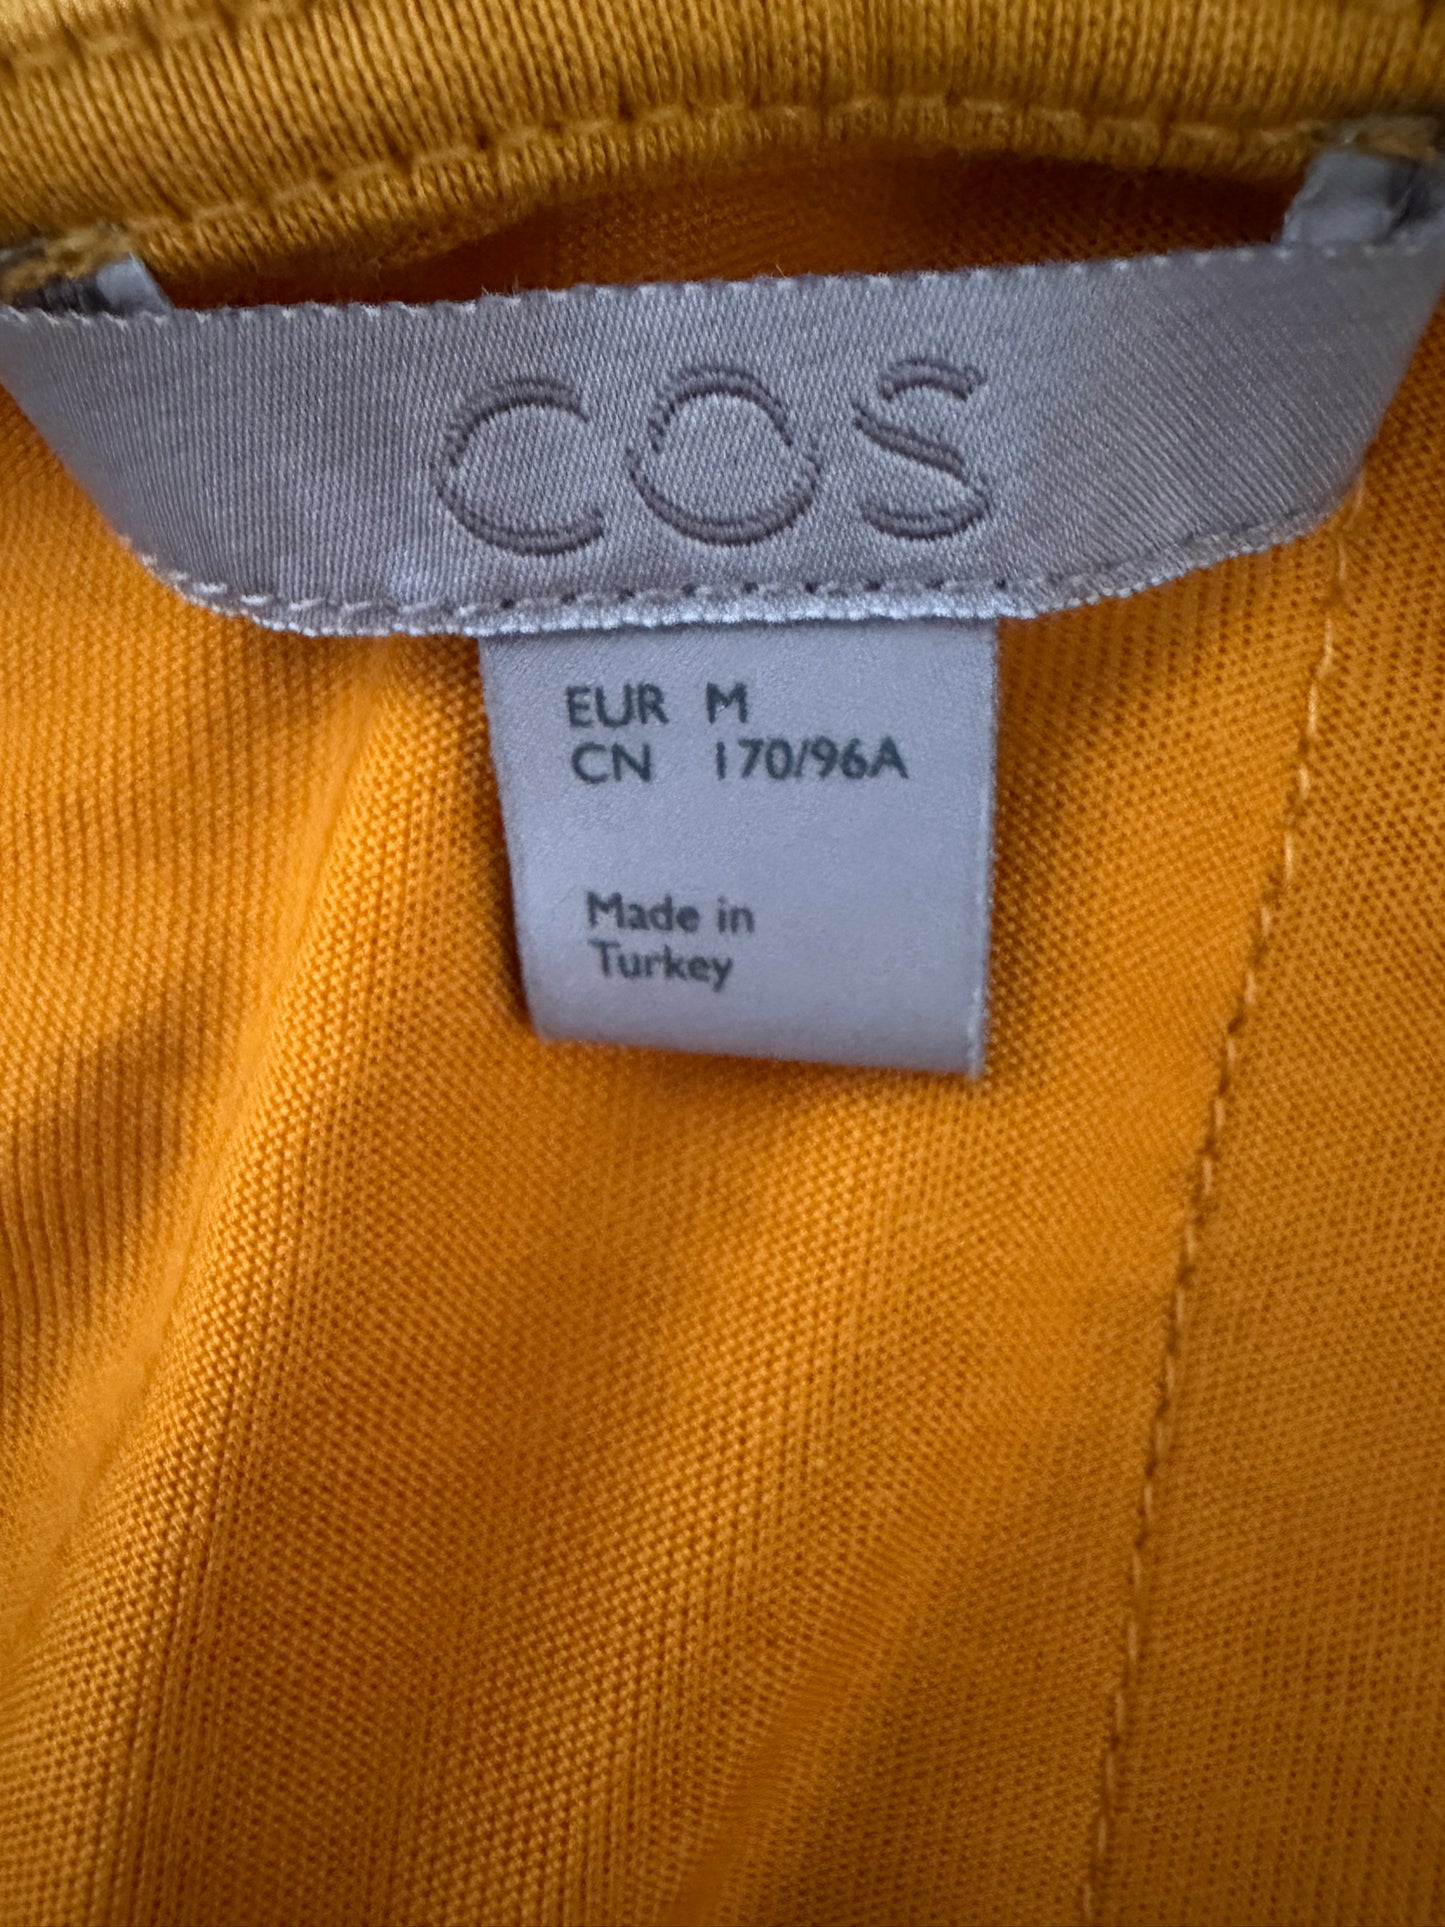 COS
EUR M
CN 170/96A
Made in
Turkey